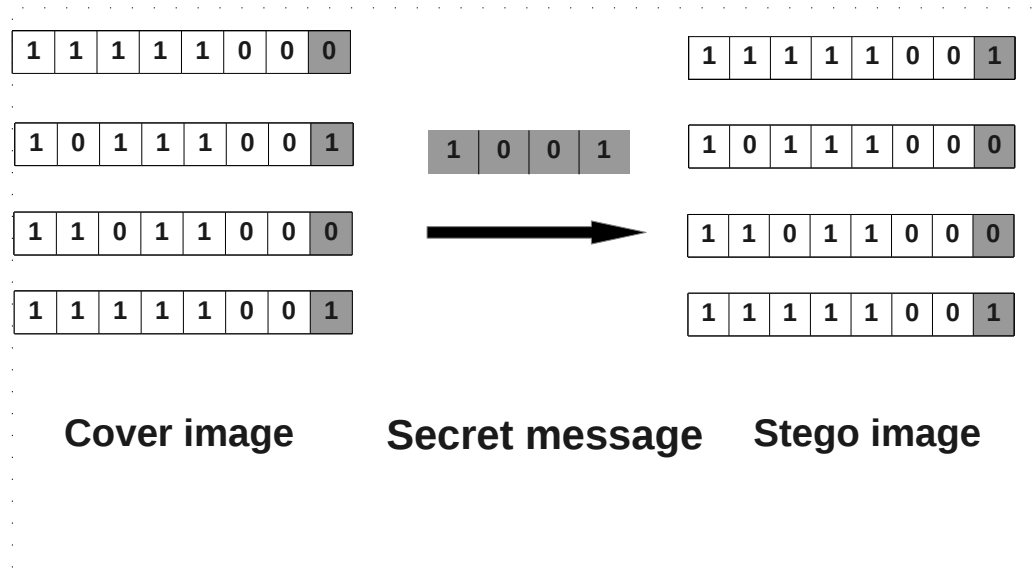 1 1 1 1 1 0 0 0
1 0 1 1 1 0 0 1
1 1 0 1 1 0 0 0
1 1 1 1 1 0 0 1
Cover image
1 0 0 1
Secret message
1 1 1 1 1 0 0 1
1 0 1 1 1 0 0 0
1 1 0 1 1 0 0 0
1 1 1 1 1 0 0 1
Stego image